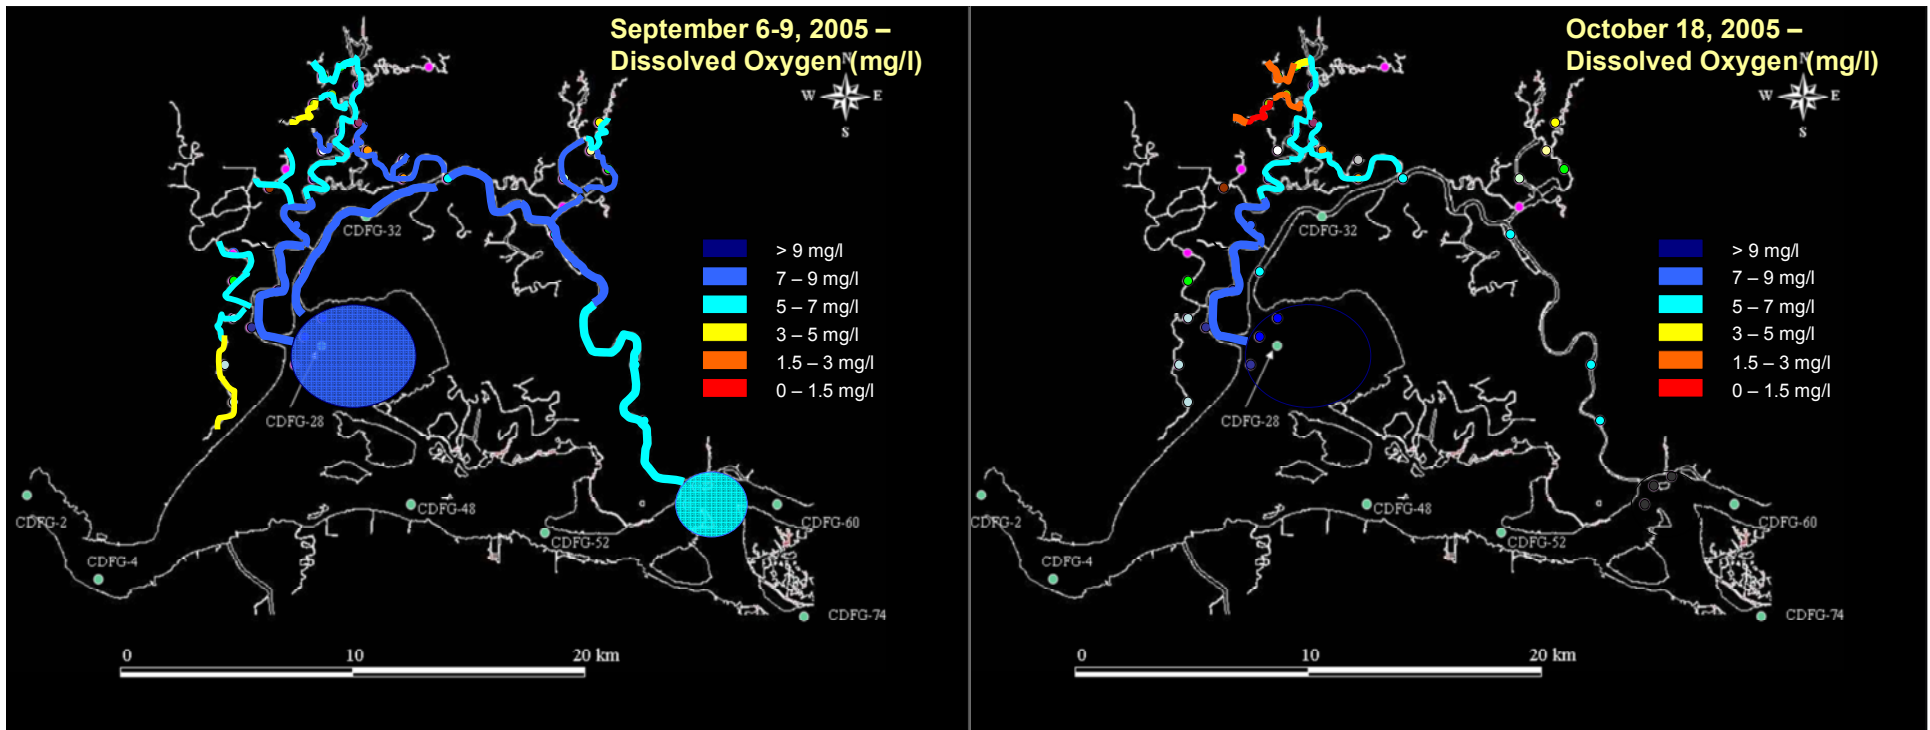 September 6-9, 2005 –
Dissolved Oxygen (mg/l)
N
W E
S
CDFG-32
> 9 mg/l
7 – 9 mg/l
5 – 7 mg/l
3 – 5 mg/l
1.5 – 3 mg/l
0 – 1.5 mg/l
CDFG-28
CDFG-2
CDFG-48
CDFG-60
CDFG-52
CDFG-4
CDFG-74
0 10 20 km
October 18, 2005 –
Dissolved Oxygen (mg/l)
N
W E
S
CDFG-32
> 9 mg/l
7 – 9 mg/l
5 – 7 mg/l
3 – 5 mg/l
1.5 – 3 mg/l
0 – 1.5 mg/l
CDFG-28
CDFG-2
CDFG-48
CDFG-60
CDFG-52
CDFG-4
CDFG-74
0 10 20 km